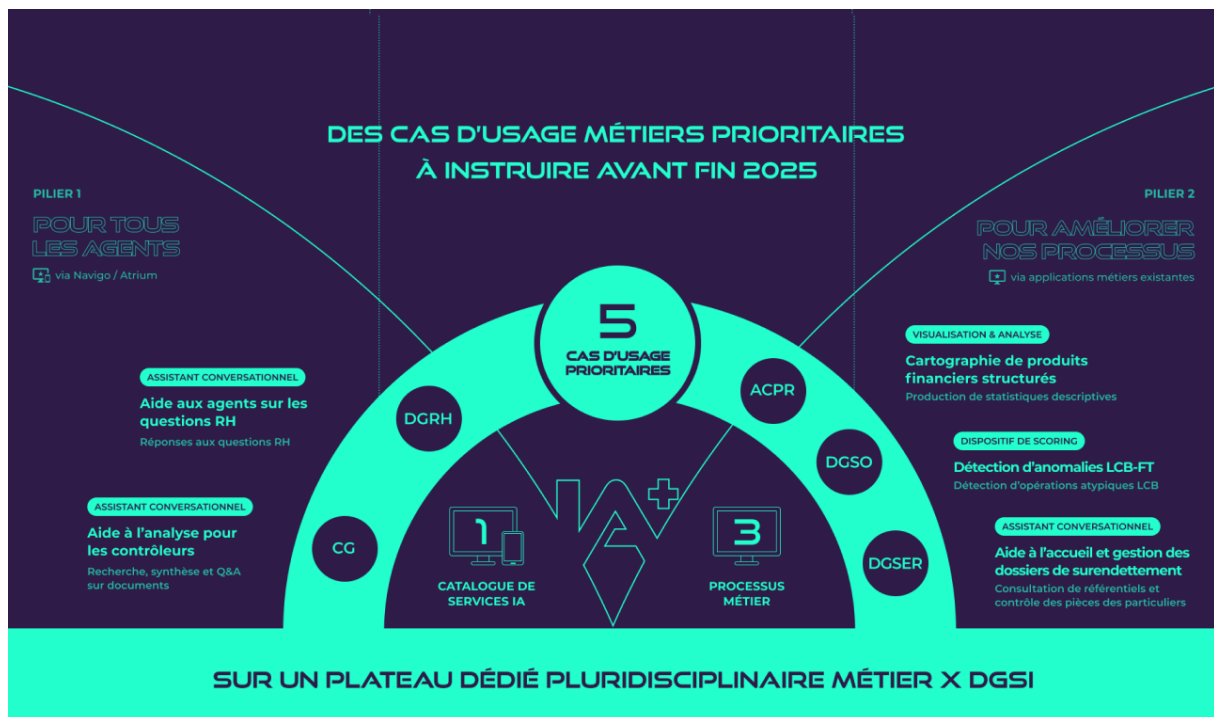 DES CAS D'USAGE MÉTIERS PRIORITAIRES
À INSTRUIRE AVANT FIN 2025
PILIER 1
POUR TOUS
LES AGENTS
via Navigo / Atrium
PILIER 2
POUR AMÉLIORER
NOS PROCESSUS
via applications métiers existantes
5
CAS D'USAGE
PRIORITAIRES
ASSISTANT CONVERSATIONNEL
Aide aux agents sur les
questions RH
Réponses aux questions RH
DGRH
ASSISTANT CONVERSATIONNEL
Aide à l'analyse pour
les contrôleurs
Recherche, synthèse et Q&A
sur documents
CG
1
CATALOGUE DE
SERVICES IA
IA+
3
PROCESSUS
MÉTIER
ACPR
VISUALISATION & ANALYSE
Cartographie de produits
financiers structurés
Production de statistiques descriptives
DGSO
DISPOSITIF DE SCORING
Détection d'anomalies LCB-FT
Détection d'opérations atypiques LCB
DGSER
ASSISTANT CONVERSATIONNEL
Aide à l'accueil et gestion des
dossiers de surendettement
Consultation de référentiels et
contrôle des pièces des particuliers
SUR UN PLATEAU DÉDIÉ PLURIDISCIPLINAIRE MÉTIER X DGSI